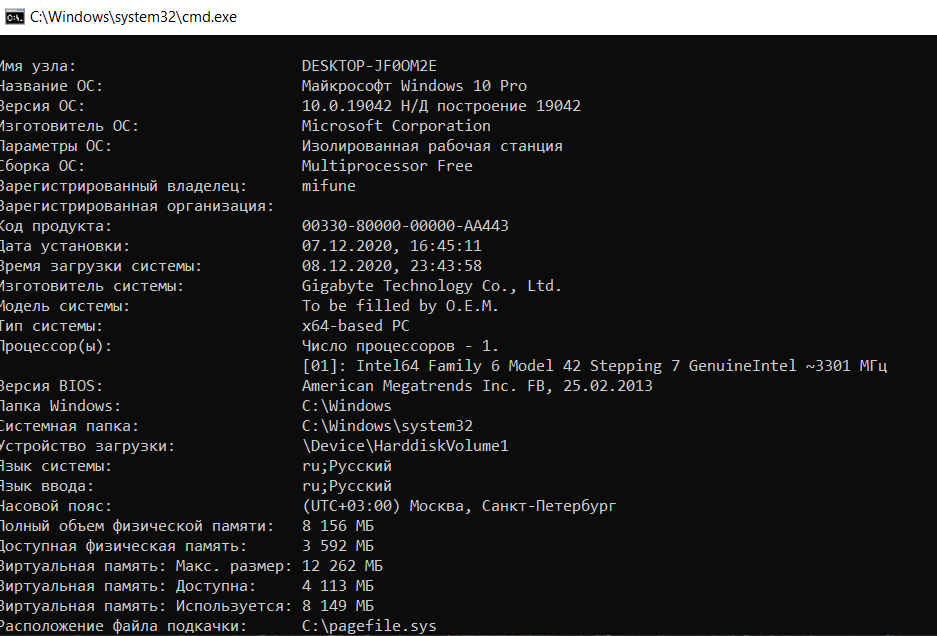 C:\Windows\system32\cmd.exe
Имя узла: DESKTOP-JF0OM2E
Название ОС: Майкрософт Windows 10 Pro
Версия ОС: 10.0.19042 Н/Д построение 19042
Изготовитель ОС: Microsoft Corporation
Параметры ОС: Изолированная рабочая станция
Сборка ОС: Multiprocessor Free
Зарегистрированный владелец: mifune
Зарегистрированная организация:
Код продукта: 00330-80000-00000-AA443
Дата установки: 07.12.2020, 16:45:11
Время загрузки системы: 08.12.2020, 23:43:58
Изготовитель системы: Gigabyte Technology Co., Ltd.
Модель системы: To be filled by O.E.M.
Тип системы: x64-based PC
Процессор(ы): Число процессоров - 1.
[01]: Intel64 Family 6 Model 42 Stepping 7 GenuineIntel ~3301 МГц
Версия BIOS: American Megatrends Inc. FB, 25.02.2013
Папка Windows: C:\Windows
Системная папка: C:\Windows\system32
Устройство загрузки: \Device\HarddiskVolume1
Язык системы: ru;Русский
Язык ввода: ru;Русский
Часовой пояс: (UTC+03:00) Москва, Санкт-Петербург
Полный объем физической памяти: 8 156 МБ
Доступная физическая память: 3 592 МБ
Виртуальная память: Макс. размер: 12 262 МБ
Виртуальная память: Доступна: 4 113 МБ
Виртуальная память: Используется: 8 149 МБ
Расположение файла подкачки: C:\pagefile.sys